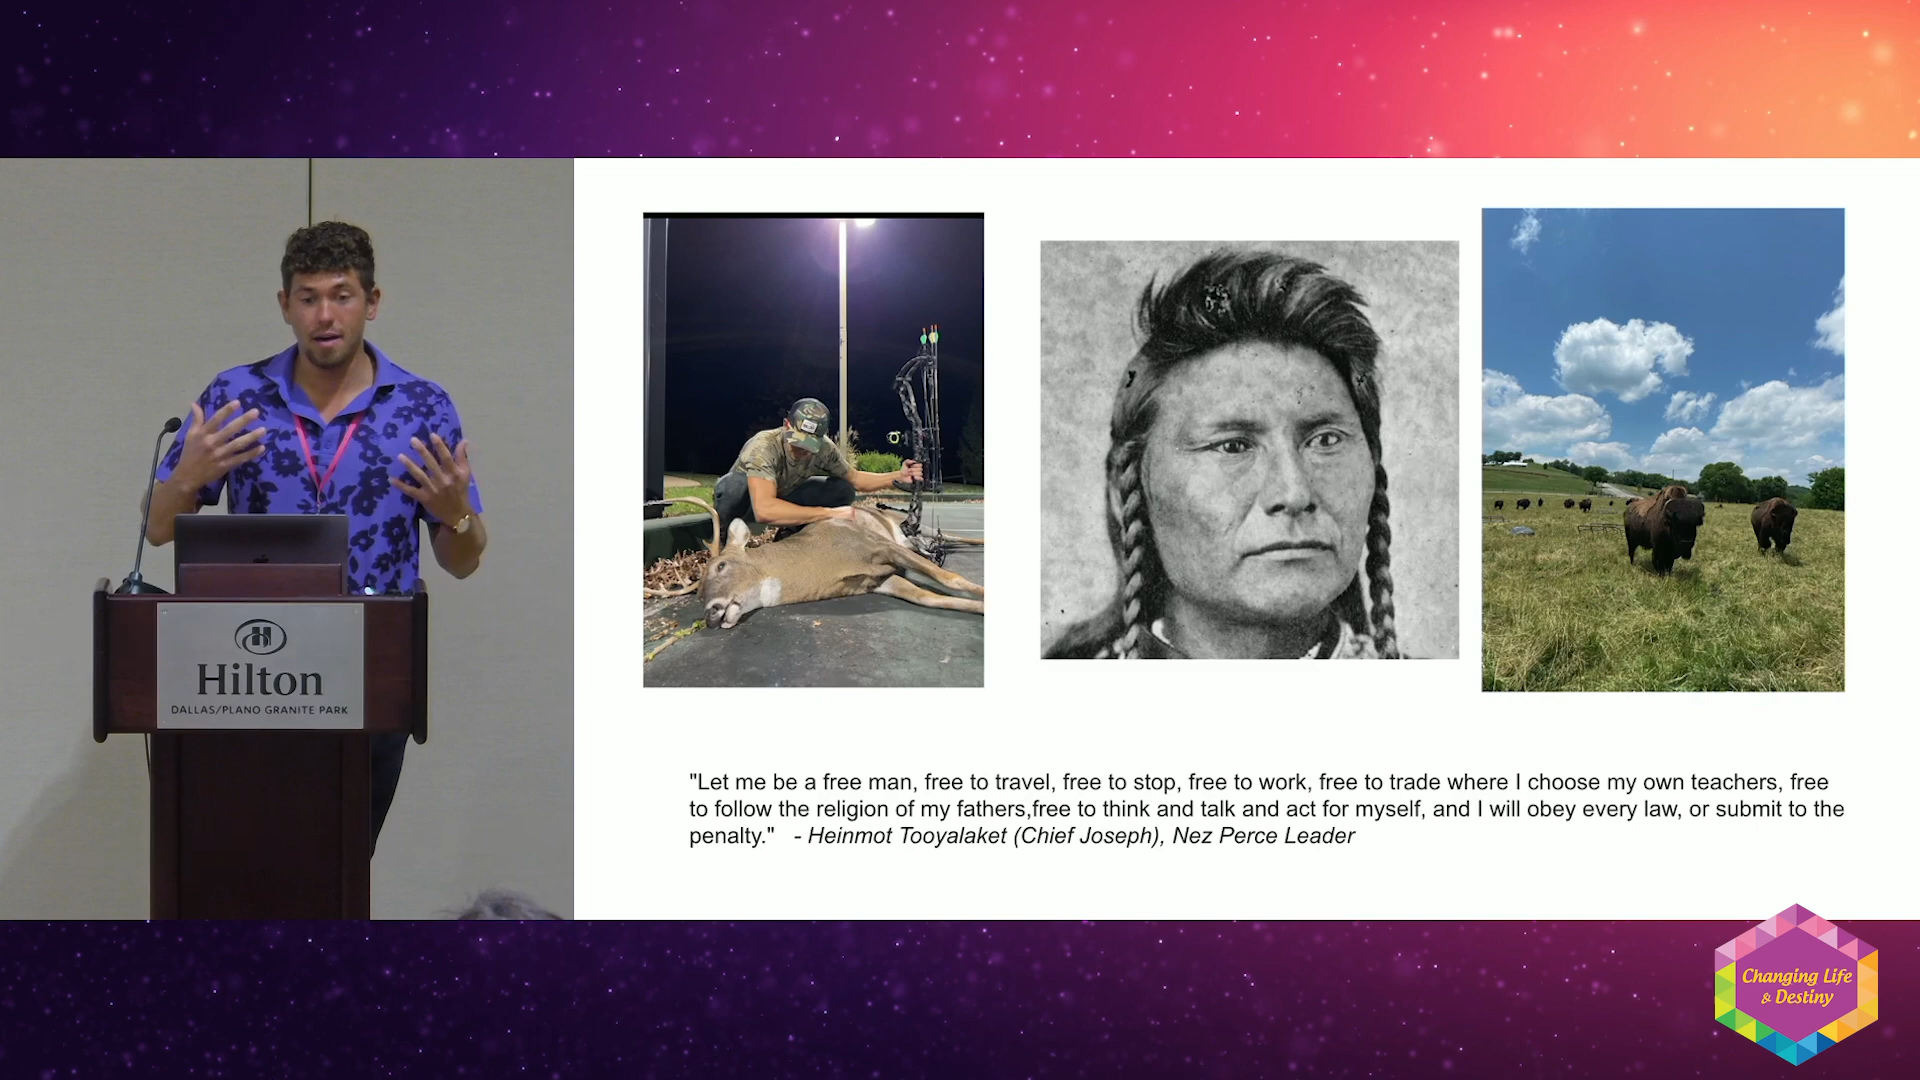 Hilton
DALLAS/PLANO GRANITE PARK
"Let me be a free man, free to travel, free to stop, free to work, free to trade where I choose my own teachers, free
to follow the religion of my fathers,free to think and talk and act for myself, and I will obey every law, or submit to the
penalty."   - Heinmot Tooyalaket (Chief Joseph), Nez Perce Leader
Changing Life
& Destiny